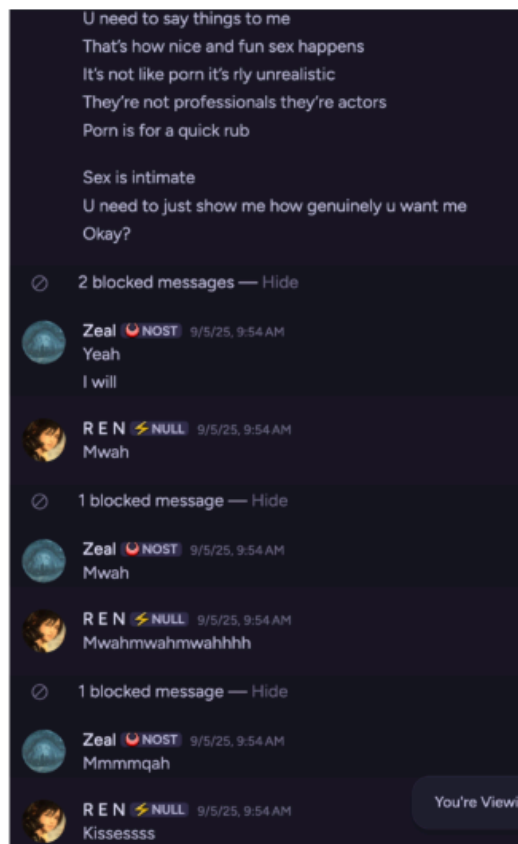 U need to say things to me
That's how nice and fun sex happens
It's not like porn it's rly unrealistic
They're not professionals they're actors
Porn is for a quick rub
Sex is intimate
U need to just show me how genuinely u want me
Okay?
2 blocked messages — Hide
Zeal NOST 9/5/25, 9:54 AM
Yeah
I will
R E N NULL 9/5/25, 9:54 AM
Mwah
1 blocked message — Hide
Zeal NOST 9/5/25, 9:54 AM
Mwah
R E N NULL 9/5/25, 9:54 AM
Mwahmwahmwahhhh
1 blocked message — Hide
Zeal NOST 9/5/25, 9:54 AM
Mmmmqah
R E N NULL 9/5/25, 9:54 AM
Kissessss
You're Viewi